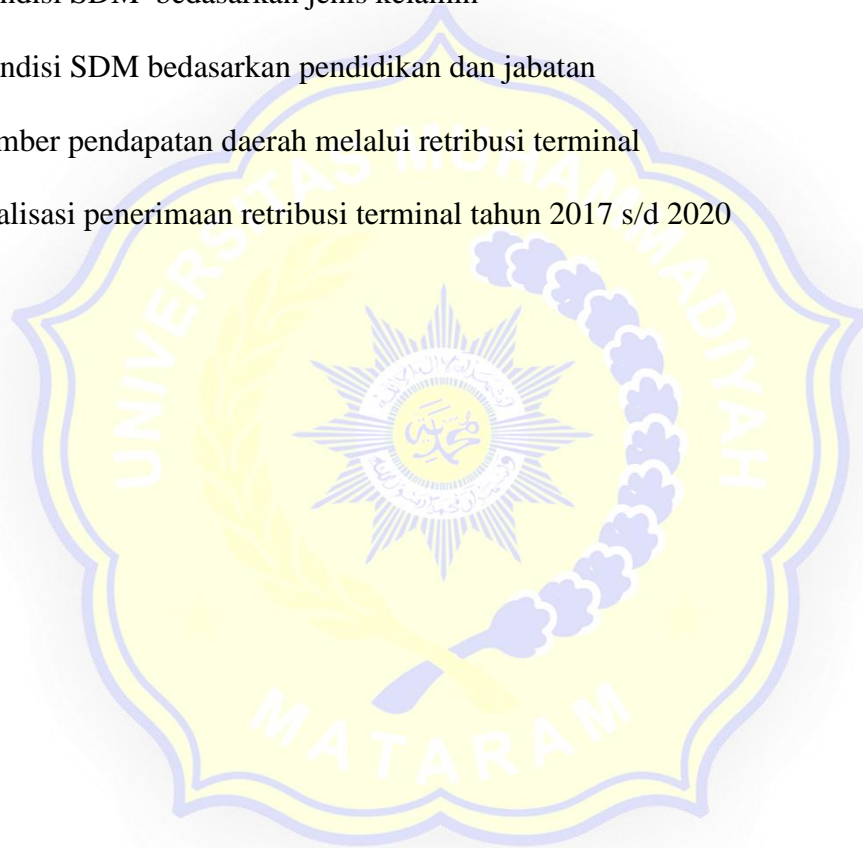 ndisi SDM bedasarkan jenis kelamin
ndisi SDM bedasarkan pendidikan dan jabatan
mber pendapatan daerah melalui retribusi terminal
alisasi penerimaan retribusi terminal tahun 2017 s/d 2020
UNIVERSITAS MUHAMMADIYAH
MATARAM